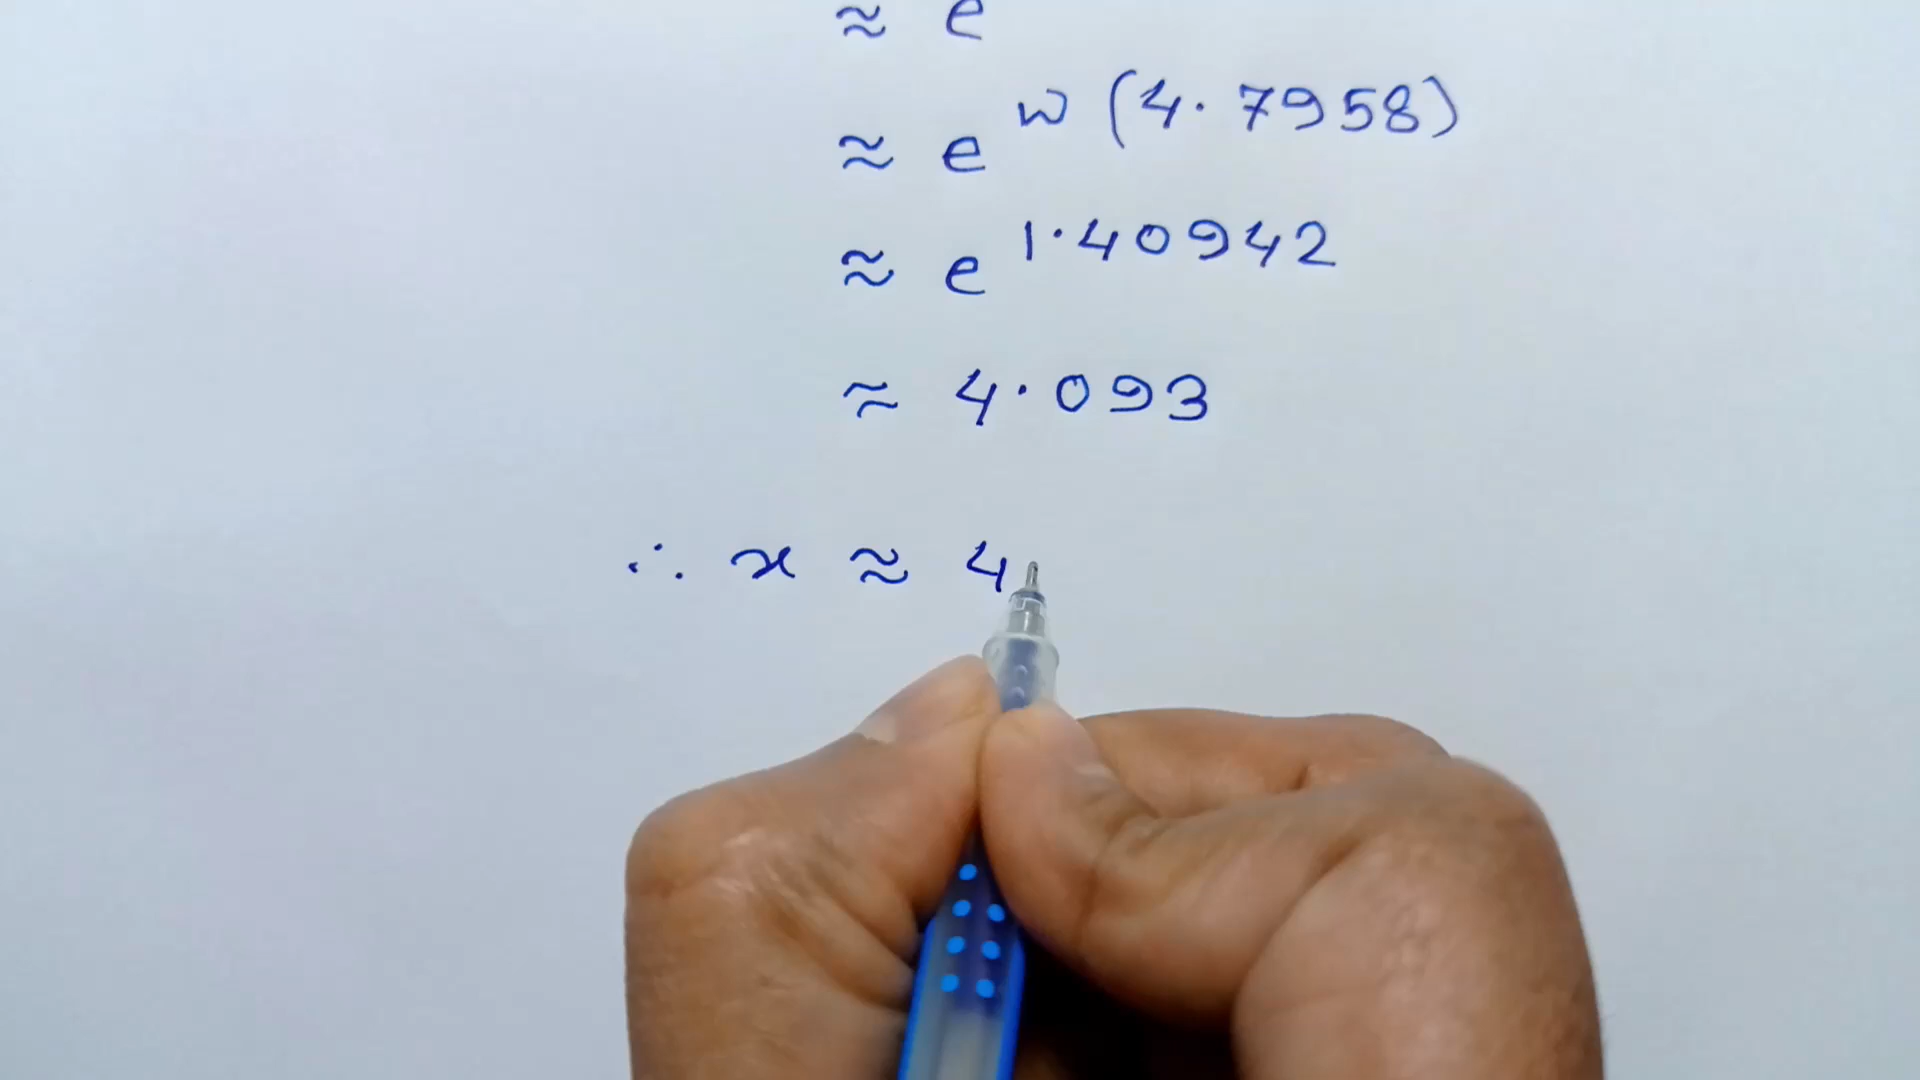 ≈ e
≈ e^w(4.7958)
≈ e^1.40942
≈ 4.093
∴ x ≈ 4